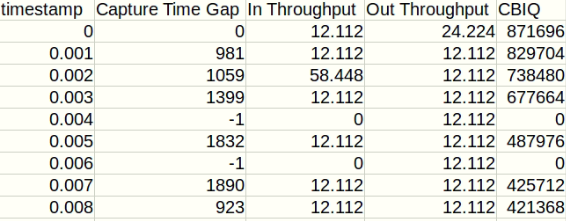 timestamp Capture Time Gap In Throughput Out Throughput CBIQ
0 0 12.112 24.224 871696
0.001 981 12.112 12.112 829704
0.002 1059 58.448 12.112 738480
0.003 1399 12.112 12.112 677664
0.004 -1 0 12.112 0
0.005 1832 12.112 12.112 487976
0.006 -1 0 12.112 0
0.007 1890 12.112 12.112 425712
0.008 923 12.112 12.112 421368